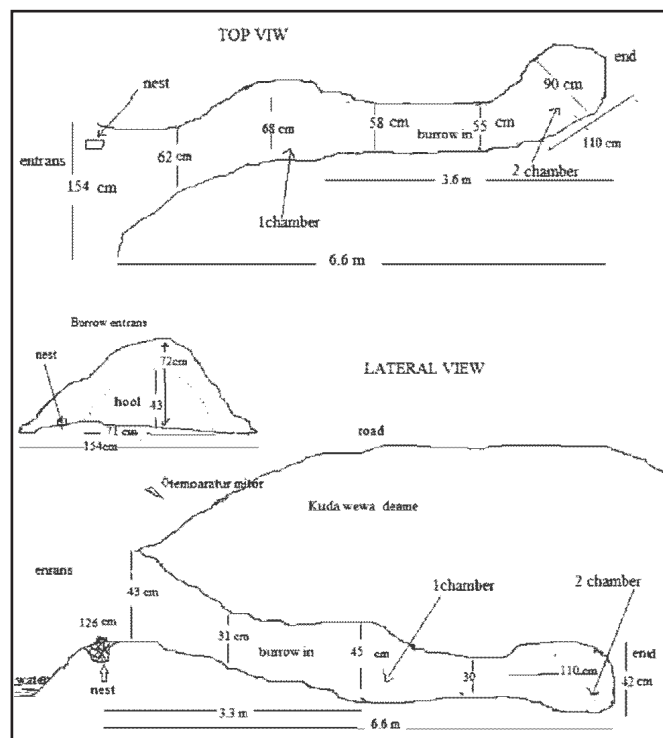 TOP VIW
end
nest
90 cm
58 cm
55 cm
68 cm
burrow in
110 cm
entrans
62 cm
2 chamber
154 cm
3.6 m
1chamber
6.6 m
Burrow entrans
nest
72cm
LATERAL VIEW
hool
43
71 cm
154cm
road
temparatur mitor
Kuda wewa deame
enrans
1chamber
2 chamber
43 cm
126 cm
31 cm
45 cm
end
burrow in
110 cm
30
42 cm
water
nest
3.3 m
6.6 m